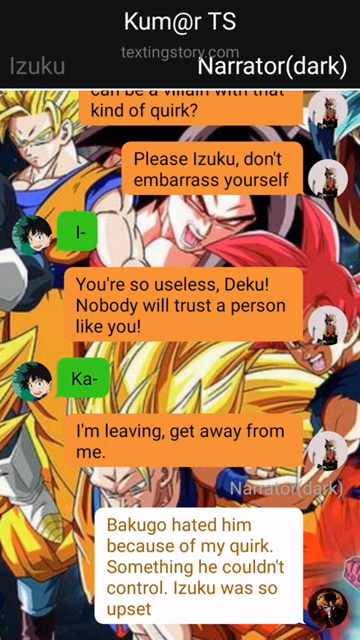 Kum@r TS
textingstory.com
Izuku
Narrator(dark)
can be a villain with that
kind of quirk?
Please Izuku, don't
embarrass yourself
I-
You're so useless, Deku!
Nobody will trust a person
like you!
Ka-
I'm leaving, get away from
me.
Narrator(dark)
Bakugo hated him
because of my quirk.
Something he couldn't
control. Izuku was so
upset